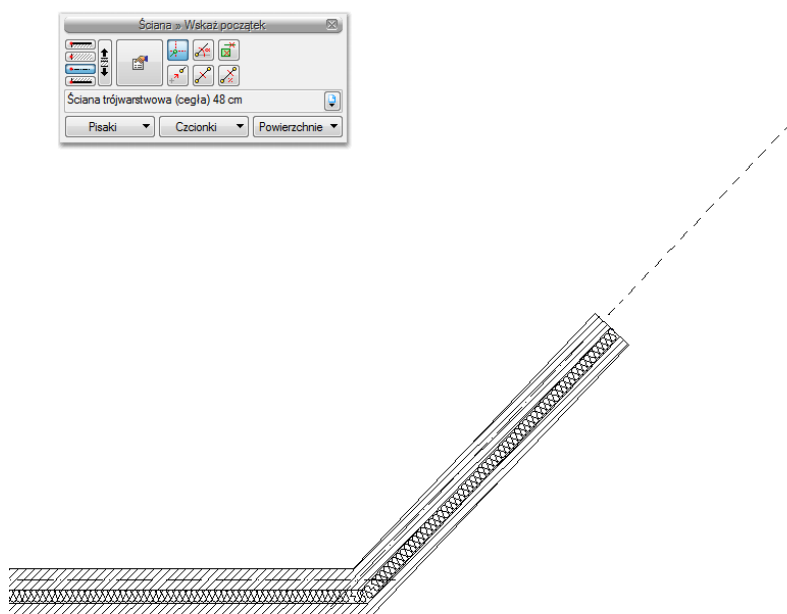 Ściana » Wskaż początek
Ściana trójwarstwowa (cegła) 48 cm
Pisaki Czcionki Powierzchnie